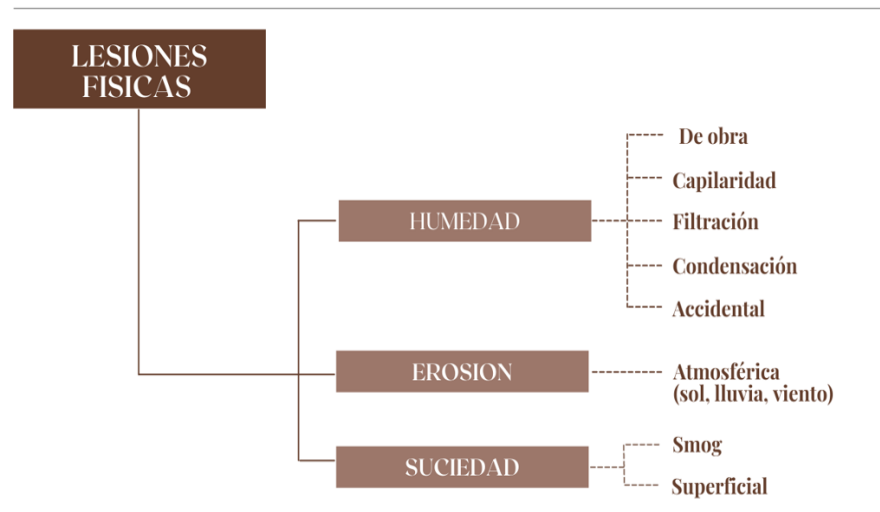 LESIONES
FISICAS
HUMEDAD
De obra
Capilaridad
Filtración
Condensación
Accidental
EROSION
Atmosférica
(sol, lluvia, viento)
SUCIEDAD
Smog
Superficial